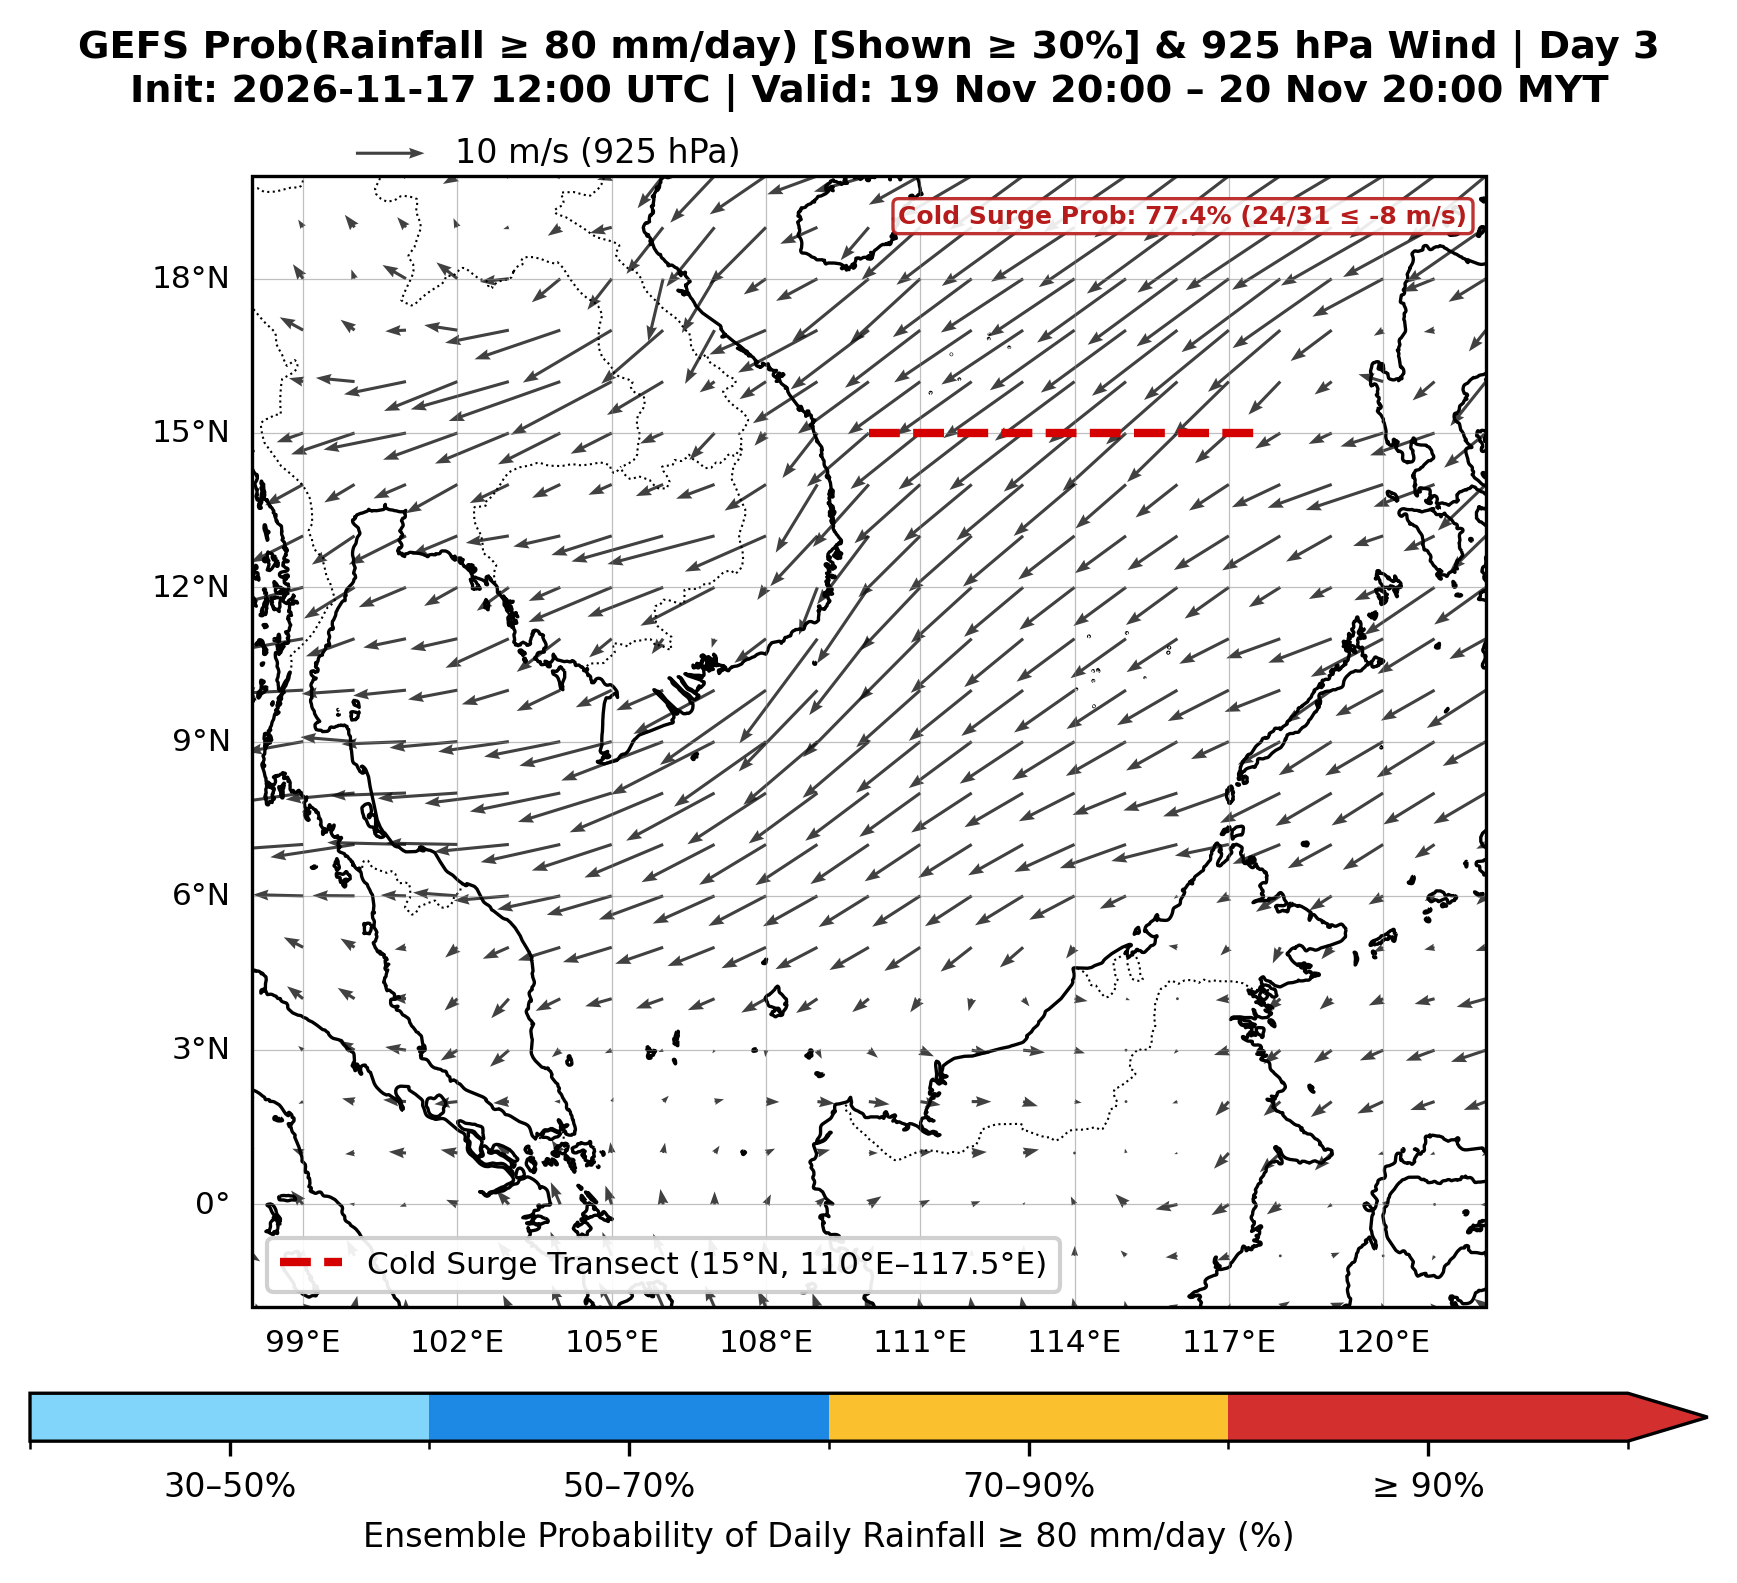 GEFS Prob(Rainfall ≥ 80 mm/day) [Shown ≥ 30%] & 925 hPa Wind | Day 3
Init: 2026-11-17 12:00 UTC | Valid: 19 Nov 20:00 – 20 Nov 20:00 MYT
10 m/s (925 hPa)
Cold Surge Prob: 77.4% (24/31 ≤ -8 m/s)
18°N
15°N
12°N
9°N
6°N
3°N
0°
Cold Surge Transect (15°N, 110°E–117.5°E)
99°E 102°E 105°E 108°E 111°E 114°E 117°E 120°E
30–50% 50–70% 70–90% ≥ 90%
Ensemble Probability of Daily Rainfall ≥ 80 mm/day (%)